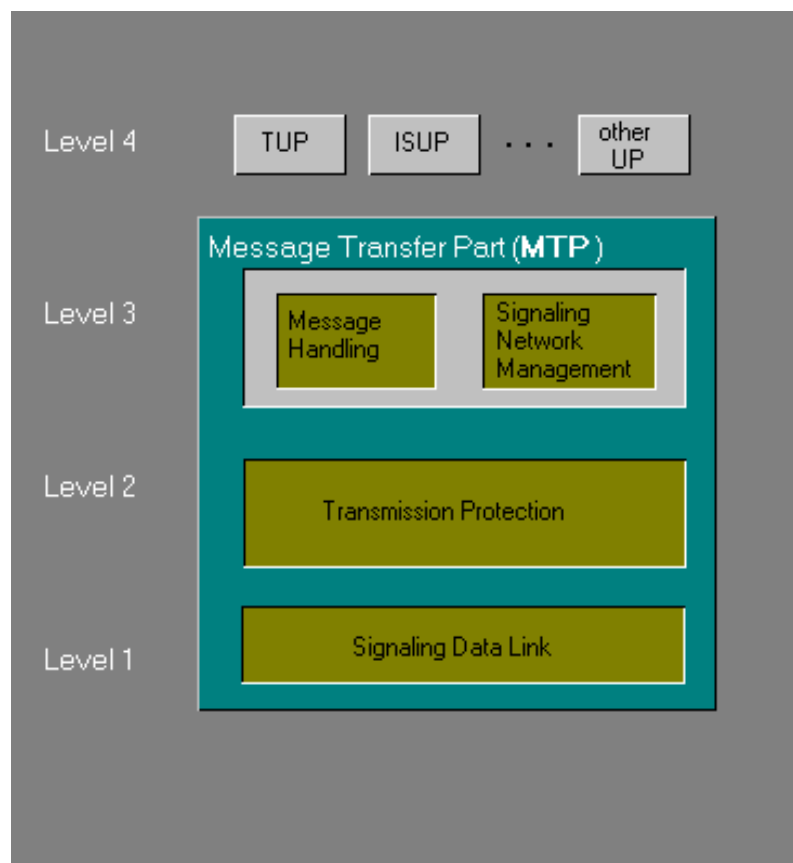 Level 4
TUP
ISUP
. . .
other
UP
Message Transfer Part (MTP)
Level 3
Message
Handling
Signaling
Network
Management
Level 2
Transmission Protection
Level 1
Signaling Data Link